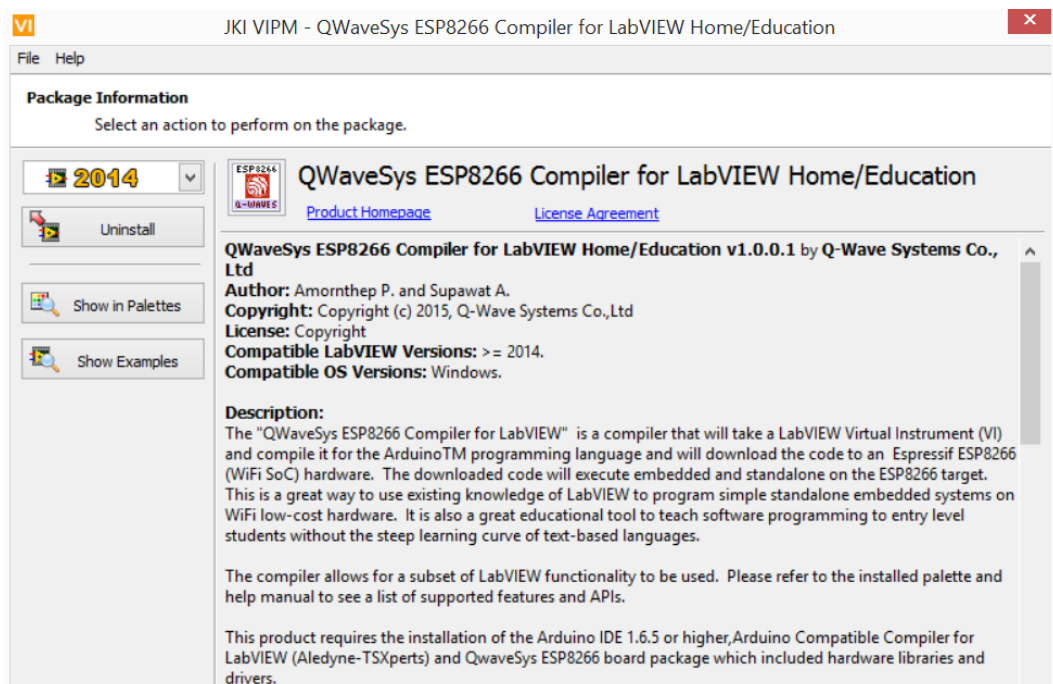 VI
JKI VIPM - QWaveSys ESP8266 Compiler for LabVIEW Home/Education
File Help
Package Information
Select an action to perform on the package.
2014
Uninstall
Show in Palettes
Show Examples
ESP8266
Q-WAVES
QWaveSys ESP8266 Compiler for LabVIEW Home/Education
Product Homepage License Agreement
QWaveSys ESP8266 Compiler for LabVIEW Home/Education v1.0.0.1 by Q-Wave Systems Co.,
Ltd
Author: Amornthep P. and Supawat A.
Copyright: Copyright (c) 2015, Q-Wave Systems Co.,Ltd
License: Copyright
Compatible LabVIEW Versions: >= 2014.
Compatible OS Versions: Windows.
Description:
The "QWaveSys ESP8266 Compiler for LabVIEW" is a compiler that will take a LabVIEW Virtual Instrument (VI)
and compile it for the ArduinoTM programming language and will download the code to an Espressif ESP8266
(WiFi SoC) hardware. The downloaded code will execute embedded and standalone on the ESP8266 target.
This is a great way to use existing knowledge of LabVIEW to program simple standalone embedded systems on
WiFi low-cost hardware. It is also a great educational tool to teach software programming to entry level
students without the steep learning curve of text-based languages.
The compiler allows for a subset of LabVIEW functionality to be used. Please refer to the installed palette and
help manual to see a list of supported features and APIs.
This product requires the installation of the Arduino IDE 1.6.5 or higher,Arduino Compatible Compiler for
LabVIEW (Aledyne-TSXperts) and QwaveSys ESP8266 board package which included hardware libraries and
drivers.